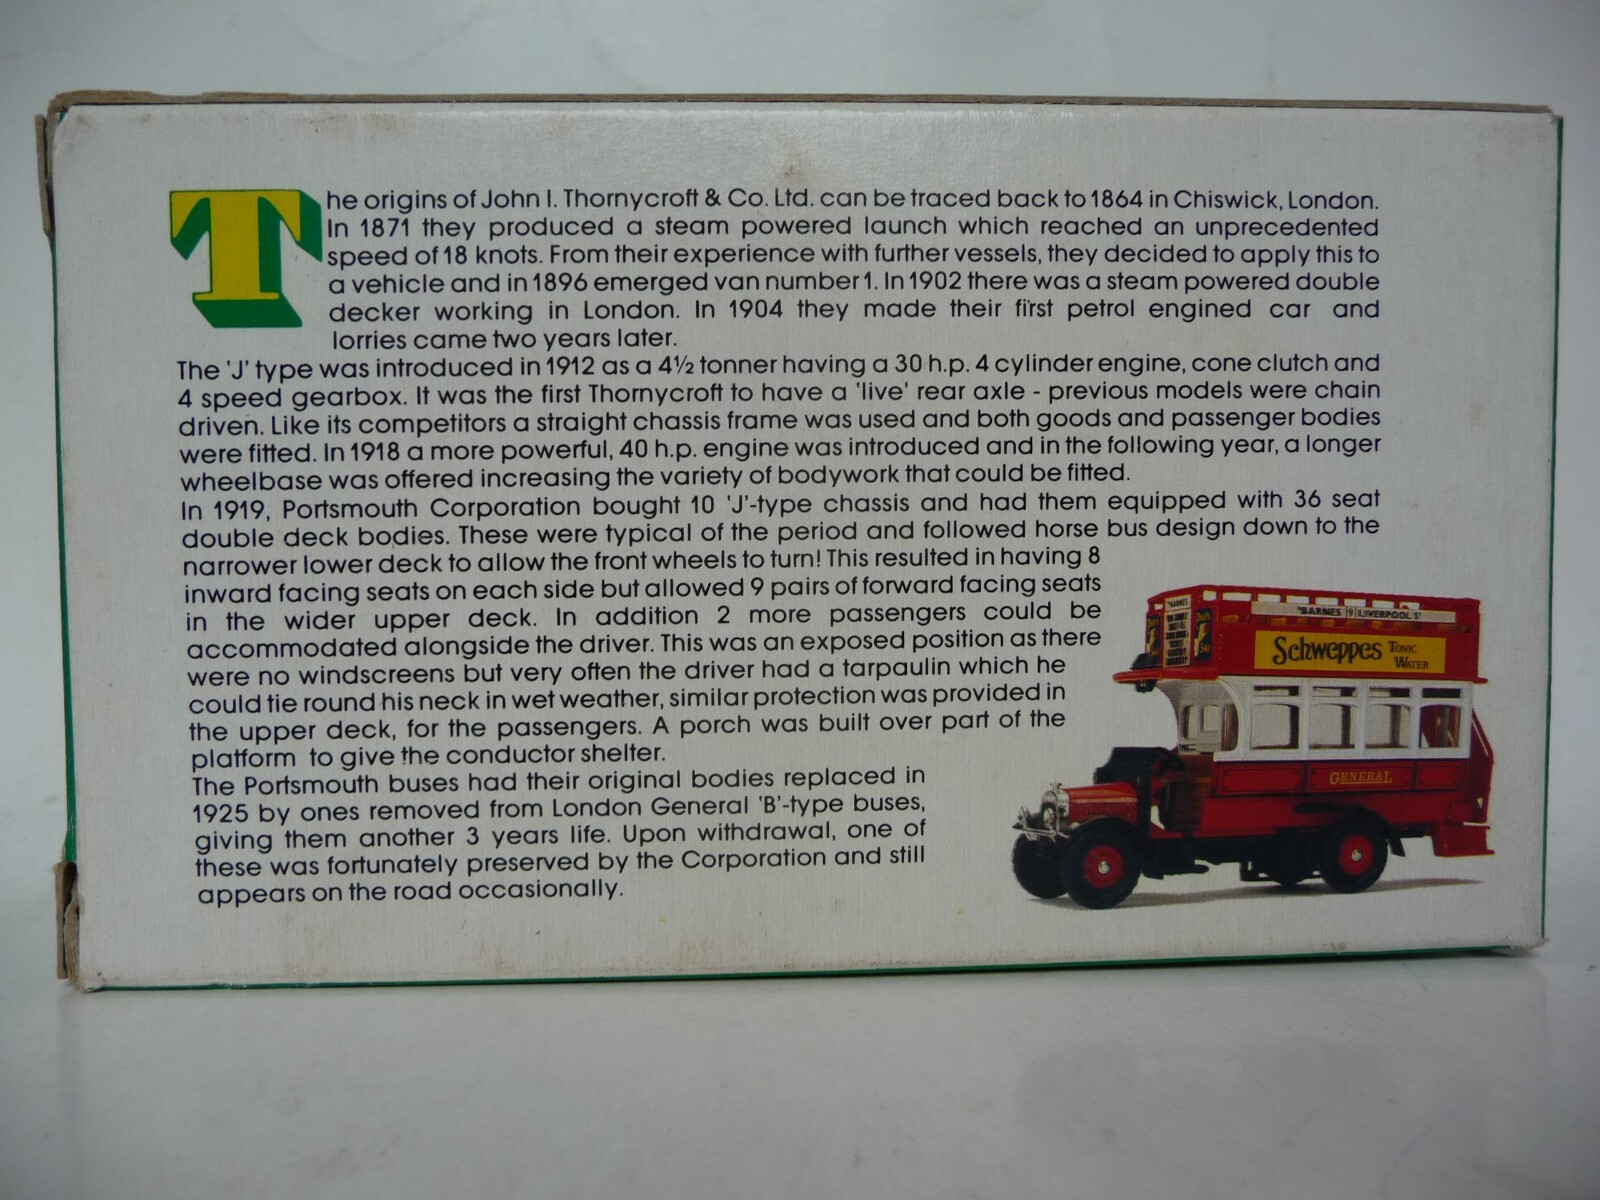 The origins of John I. Thornycroft & Co. Ltd. can be traced back to 1864 in Chiswick, London.
In 1871 they produced a steam powered launch which reached an unprecedented
speed of 18 knots. From their experience with further vessels, they decided to apply this to
a vehicle and in 1896 emerged van number 1. In 1902 there was a steam powered double
decker working in London. In 1904 they made their first petrol engined car and
lorries came two years later.
The 'J' type was introduced in 1912 as a 4½ tonner having a 30 h.p. 4 cylinder engine, cone clutch and
4 speed gearbox. It was the first Thornycroft to have a 'live' rear axle - previous models were chain
driven. Like its competitors a straight chassis frame was used and both goods and passenger bodies
were fitted. In 1918 a more powerful, 40 h.p. engine was introduced and in the following year, a longer
wheelbase was offered increasing the variety of bodywork that could be fitted.
In 1919, Portsmouth Corporation bought 10 'J'-type chassis and had them equipped with 36 seat
double deck bodies. These were typical of the period and followed horse bus design down to the
narrower lower deck to allow the front wheels to turn! This resulted in having 8
inward facing seats on each side but allowed 9 pairs of forward facing seats
in the wider upper deck. In addition 2 more passengers could be
accommodated alongside the driver. This was an exposed position as there
were no windscreens but very often the driver had a tarpaulin which he
could tie round his neck in wet weather, similar protection was provided in
the upper deck, for the passengers. A porch was built over part of the
platform to give the conductor shelter.
The Portsmouth buses had their original bodies replaced in
1925 by ones removed from London General 'B'-type buses,
giving them another 3 years life. Upon withdrawal, one of
these was fortunately preserved by the Corporation and still
appears on the road occasionally.
"BARNES 9 LIVERPOOL S'
BARNES
Schweppes TONIC WATER
GENERAL